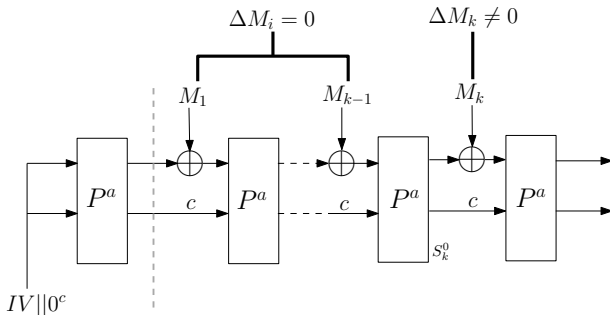 ΔM_i = 0
ΔM_k ≠ 0
M_1
M_{k−1}
M_k
P^a
P^a
P^a
P^a
c
c
c
S_k^0
IV||0^c